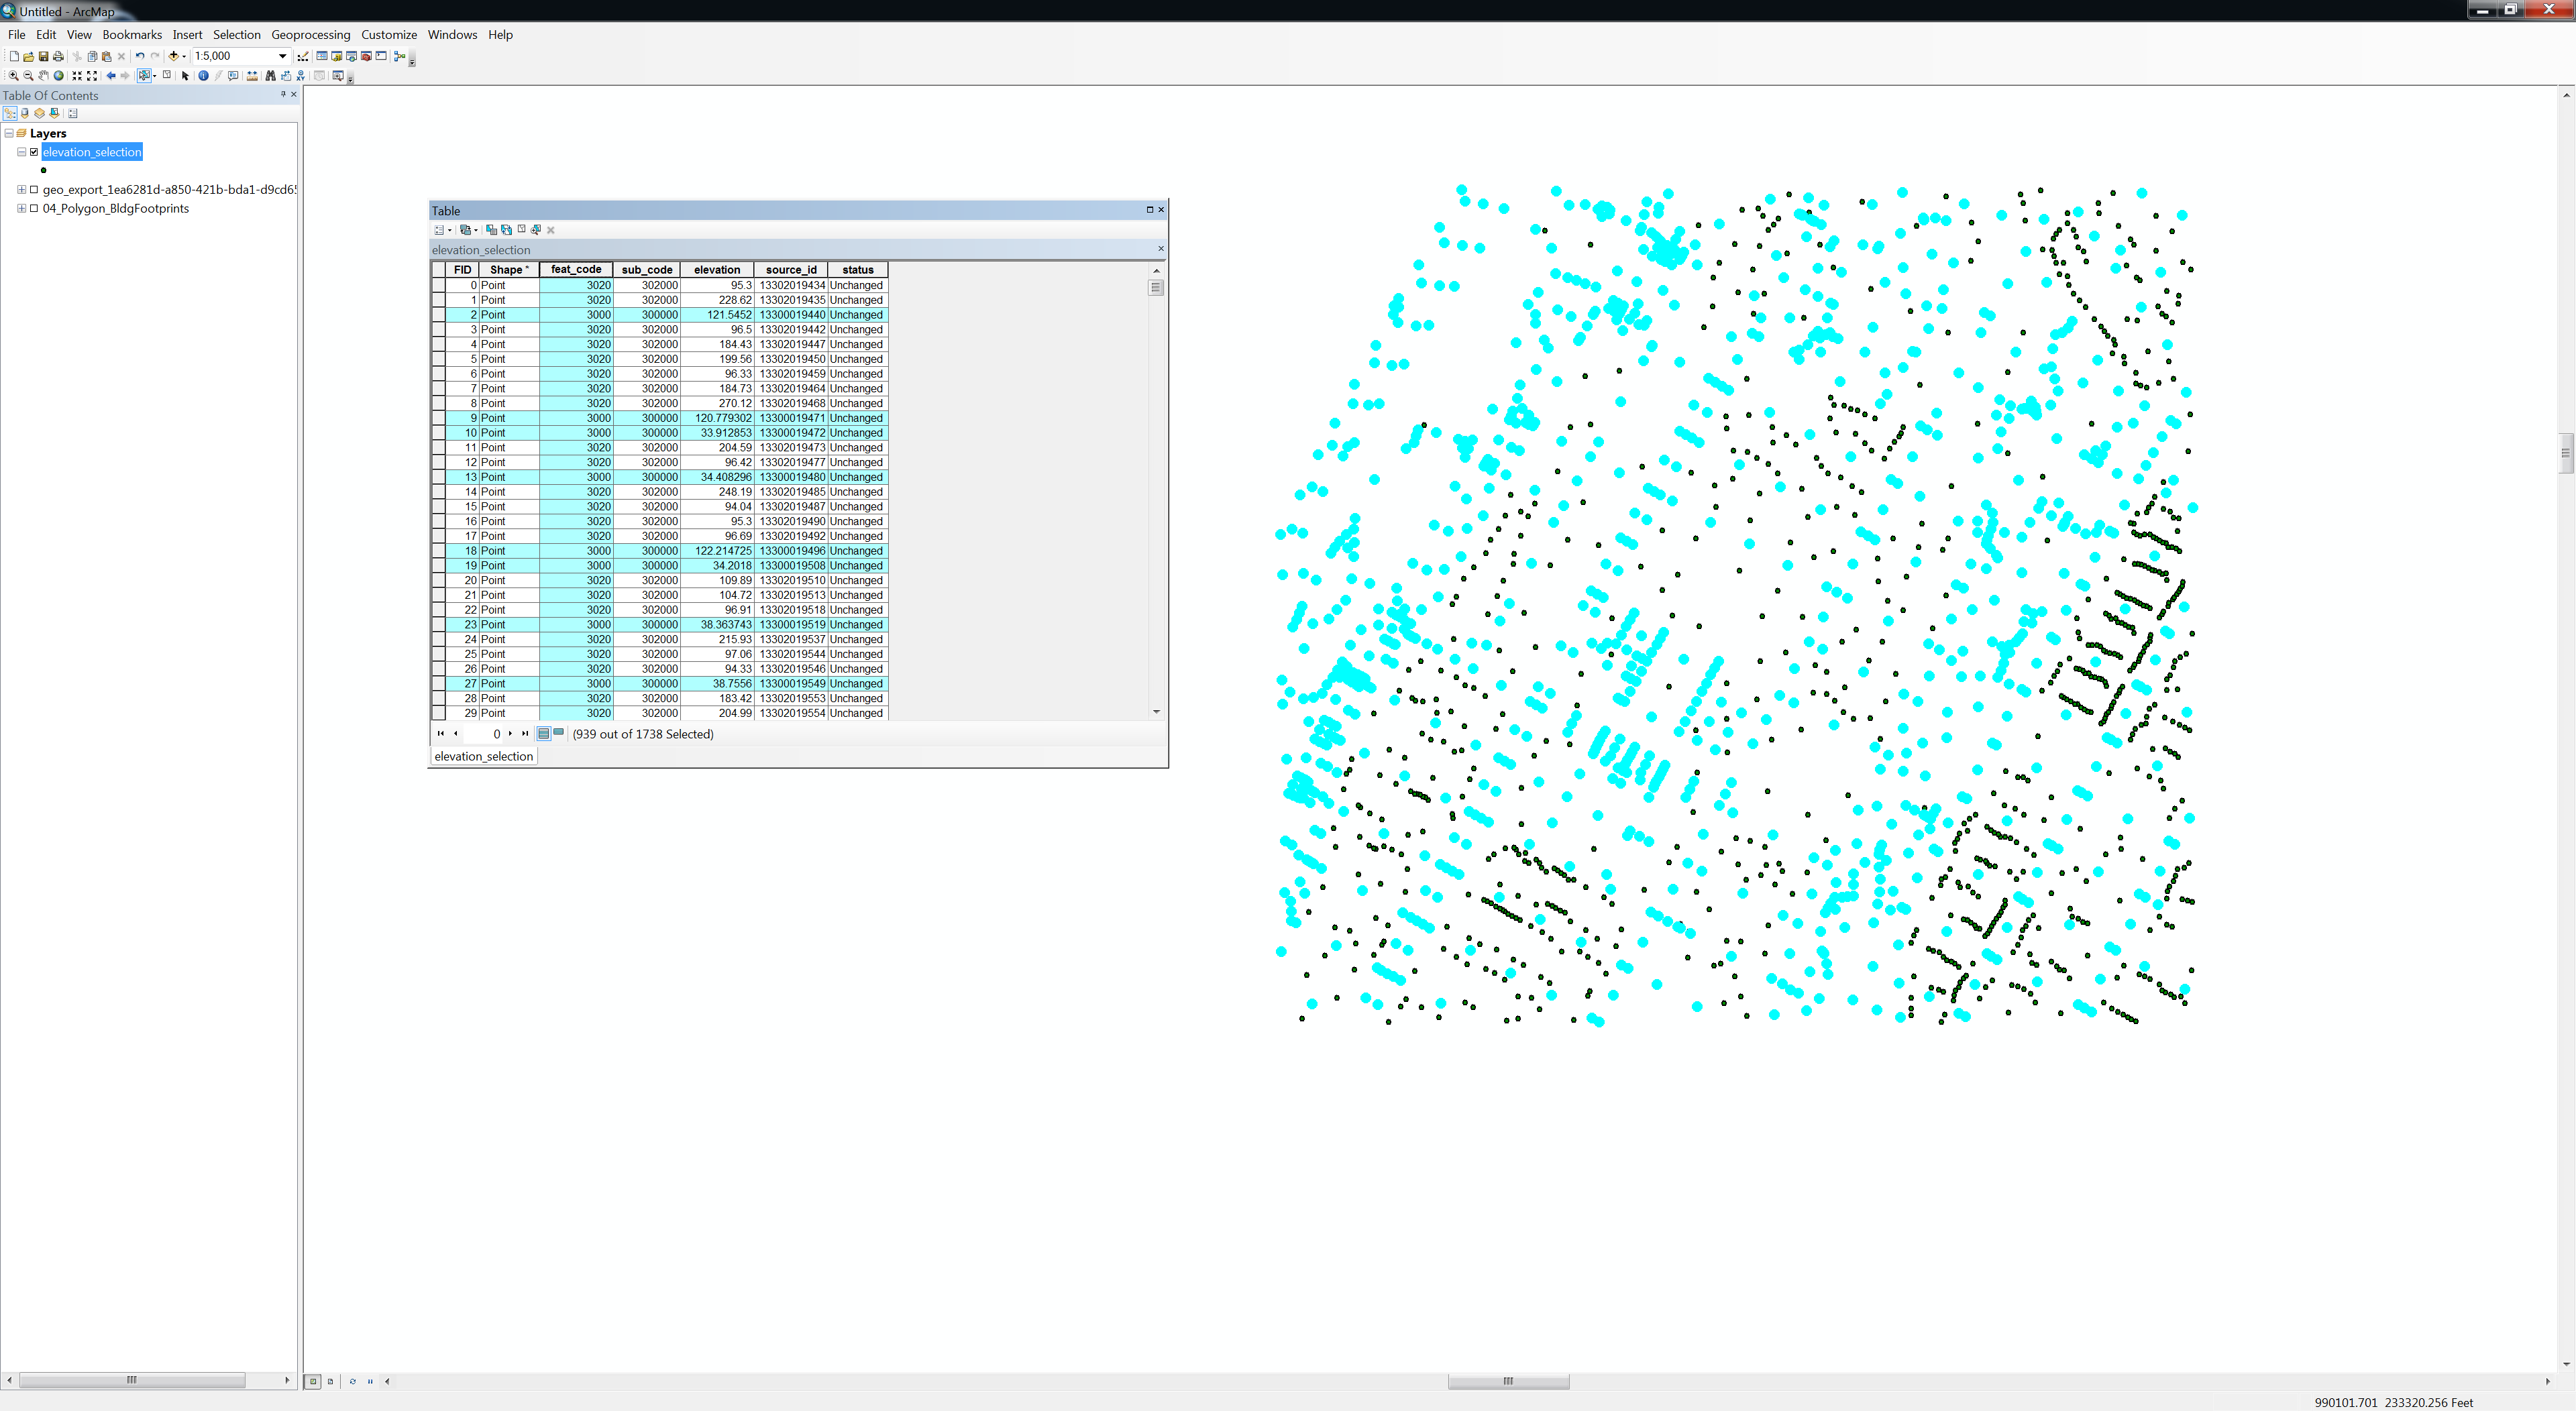 Untitled - ArcMap
File Edit View Bookmarks Insert Selection Geoprocessing Customize Windows Help
1:5,000
Table Of Contents
Layers
elevation_selection
geo_export_1ea6281d-a850-421b-bda1-d9cd6
04_Polygon_BldgFootprints
Table
elevation_selection
FID Shape * feat_code sub_code elevation source_id status
0 Point 3020 302000 95.3 13302019434 Unchanged
1 Point 3020 302000 228.62 13302019435 Unchanged
2 Point 3000 300000 121.5452 13300019440 Unchanged
3 Point 3020 302000 96.5 13302019442 Unchanged
4 Point 3020 302000 184.43 13302019447 Unchanged
5 Point 3020 302000 199.56 13302019450 Unchanged
6 Point 3020 302000 96.33 13302019459 Unchanged
7 Point 3020 302000 184.73 13302019464 Unchanged
8 Point 3020 302000 270.12 13302019468 Unchanged
9 Point 3000 300000 120.779302 13300019471 Unchanged
10 Point 3000 300000 33.912853 13300019472 Unchanged
11 Point 3020 302000 204.59 13302019473 Unchanged
12 Point 3020 302000 96.42 13302019477 Unchanged
13 Point 3000 300000 34.408296 13300019480 Unchanged
14 Point 3020 302000 248.19 13302019485 Unchanged
15 Point 3020 302000 94.04 13302019487 Unchanged
16 Point 3020 302000 95.3 13302019490 Unchanged
17 Point 3020 302000 96.69 13302019492 Unchanged
18 Point 3000 300000 122.214725 13300019496 Unchanged
19 Point 3000 300000 34.2018 13300019508 Unchanged
20 Point 3020 302000 109.89 13302019510 Unchanged
21 Point 3020 302000 104.72 13302019513 Unchanged
22 Point 3020 302000 96.91 13302019518 Unchanged
23 Point 3000 300000 38.363743 13300019519 Unchanged
24 Point 3020 302000 215.93 13302019537 Unchanged
25 Point 3020 302000 97.06 13302019544 Unchanged
26 Point 3020 302000 94.33 13302019546 Unchanged
27 Point 3000 300000 38.7556 13300019549 Unchanged
28 Point 3020 302000 183.42 13302019553 Unchanged
29 Point 3020 302000 204.99 13302019554 Unchanged
0 (939 out of 1738 Selected)
elevation_selection
990101.701 233320.256 Feet